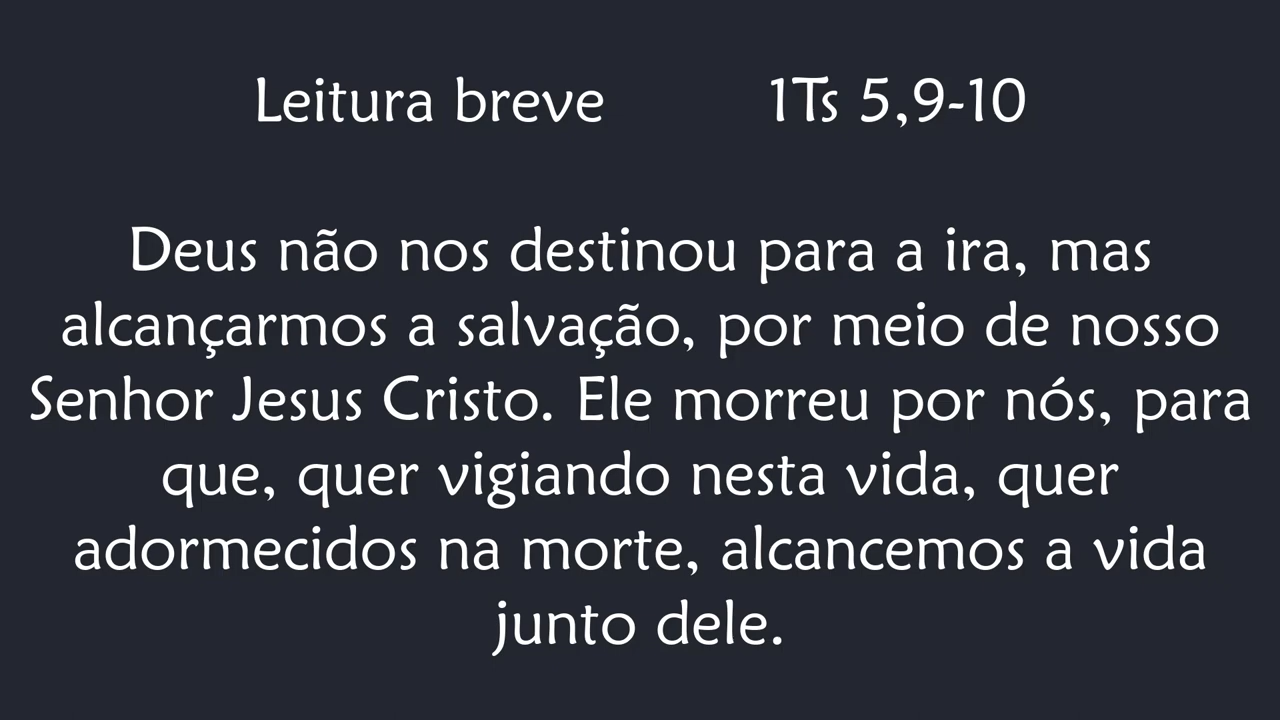 Leitura breve 1Ts 5,9-10
Deus não nos destinou para a ira, mas
alcançarmos a salvação, por meio de nosso
Senhor Jesus Cristo. Ele morreu por nós, para
que, quer vigiando nesta vida, quer
adormecidos na morte, alcancemos a vida
junto dele.